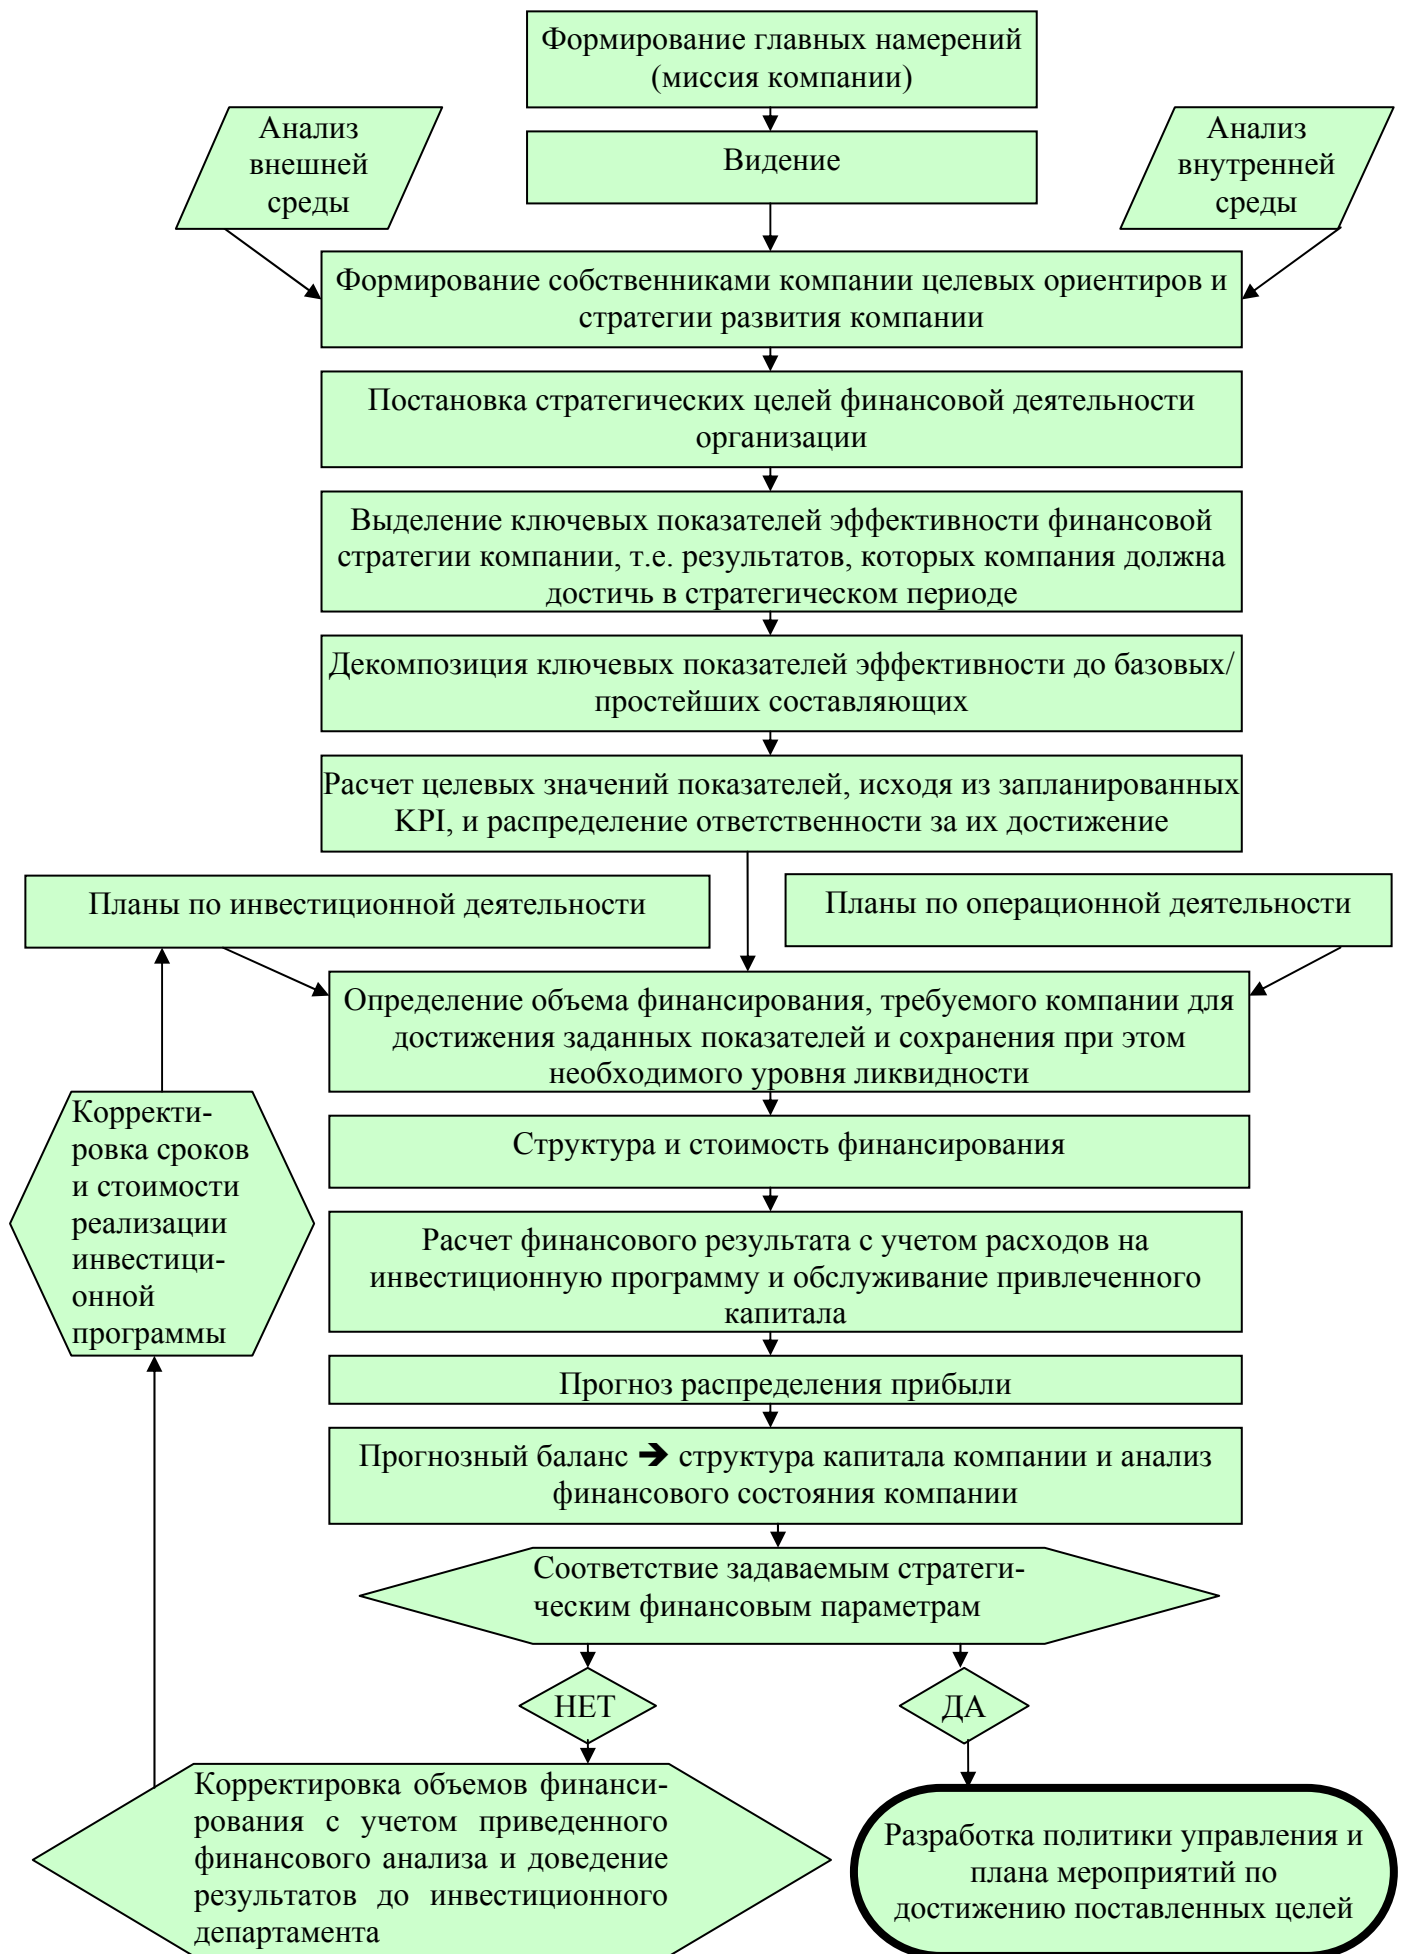 Формирование главных намерений
(миссия компании)
Анализ
внешней
среды
Видение
Анализ
внутренней
среды
Формирование собственниками компании целевых ориентиров и
стратегии развития компании
Постановка стратегических целей финансовой деятельности
организации
Выделение ключевых показателей эффективности финансовой
стратегии компании, т.е. результатов, которых компания должна
достичь в стратегическом периоде
Декомпозиция ключевых показателей эффективности до базовых/
простейших составляющих
Расчет целевых значений показателей, исходя из запланированных
KPI, и распределение ответственности за их достижение
Планы по инвестиционной деятельности
Планы по операционной деятельности
Определение объема финансирования, требуемого компании для
достижения заданных показателей и сохранения при этом
необходимого уровня ликвидности
Корректи-
ровка сроков
и стоимости
реализации
инвестици-
онной
программы
Структура и стоимость финансирования
Расчет финансового результата с учетом расходов на
инвестиционную программу и обслуживание привлеченного
капитала
Прогноз распределения прибыли
Прогнозный баланс ➔ структура капитала компании и анализ
финансового состояния компании
Соответствие задаваемым стратеги-
ческим финансовым параметрам
НЕТ
ДА
Корректировка объемов финанси-
рования с учетом приведенного
финансового анализа и доведение
результатов до инвестиционного
департамента
Разработка политики управления и
плана мероприятий по
достижению поставленных целей